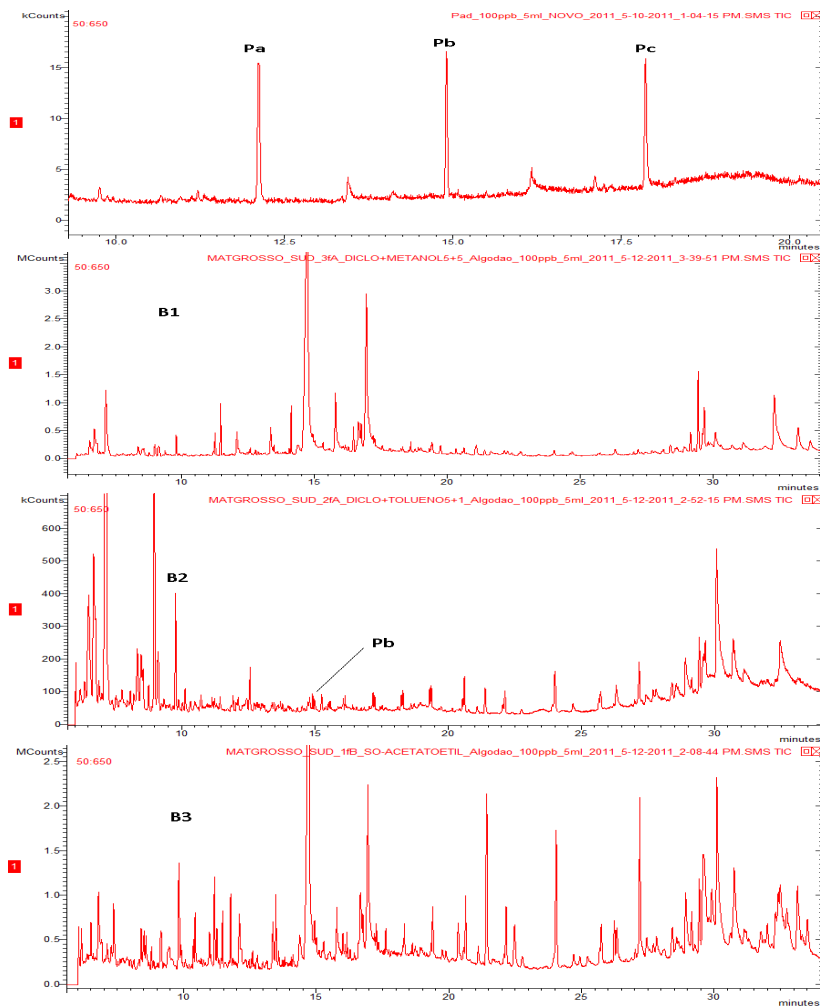 kCounts Pad_100ppb_5ml_NOVO_2011_5-10-2011_1-04-15 PM.SMS TIC
50:650
Pa Pb Pc
15
10
5
0
1
10.0 12.5 15.0 17.5 20.0
minutes
MCounts MATGROSSO_SUD_3fA_DICLO+METANOL5+5_Algodao_100ppb_5ml_2011_5-12-2011_3-39-51 PM.SMS TIC
50:650
B1
3.0
2.5
2.0
1.5
1.0
0.5
0.0
1
10 15 20 25 30
minutes
kCounts MATGROSSO_SUD_2fA_DICLO+TOLUENO5+1_Algodao_100ppb_5ml_2011_5-12-2011_2-52-15 PM.SMS TIC
50:650
B2
Pb
600
500
400
300
200
100
0
1
10 15 20 25 30
minutes
MCounts MATGROSSO_SUD_1fB_SO-ACETATOETIL_Algodao_100ppb_5ml_2011_5-12-2011_2-08-44 PM.SMS TIC
50:650
B3
2.5
2.0
1.5
1.0
0.5
0.0
1
10 15 20 25 30
minutes